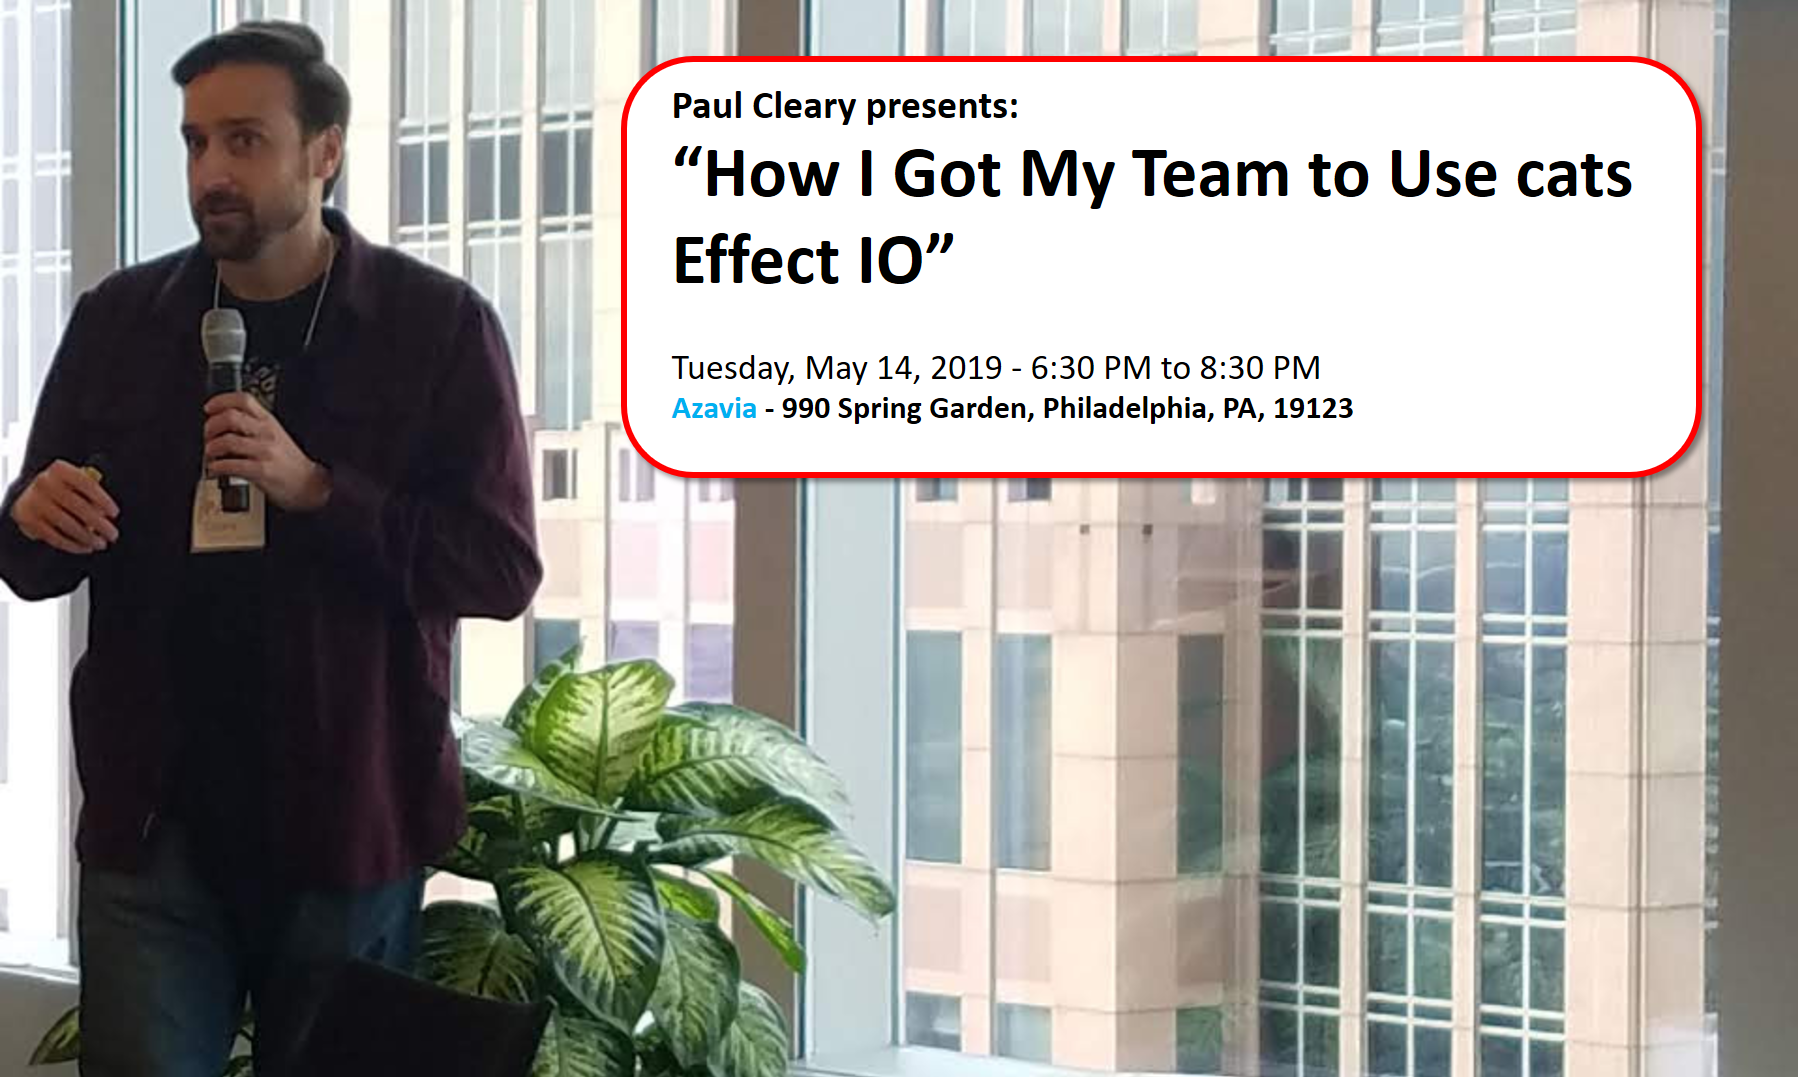 Paul Cleary presents:
“How I Got My Team to Use cats
Effect IO”
Tuesday, May 14, 2019 - 6:30 PM to 8:30 PM
Azavia - 990 Spring Garden, Philadelphia, PA, 19123